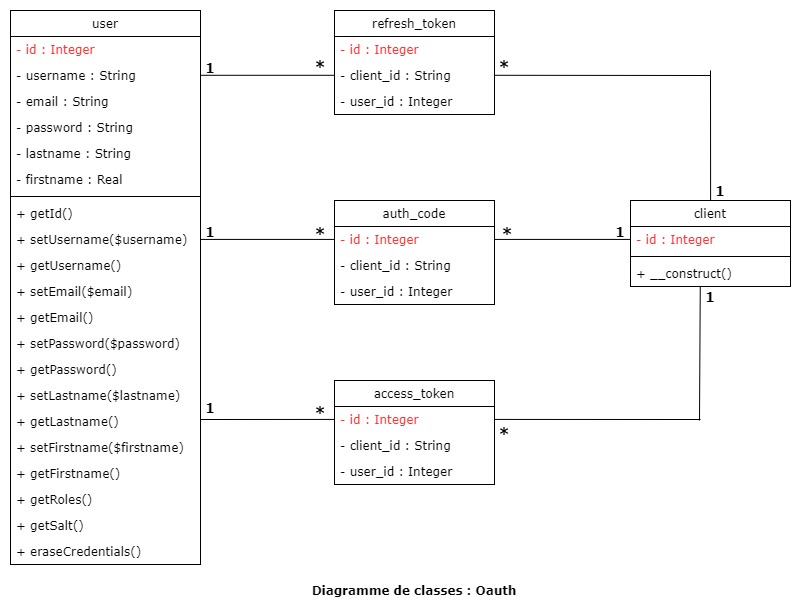 user
- id : Integer
- username : String
- email : String
- password : String
- lastname : String
- firstname : Real
+ getId()
+ setUsername($username)
+ getUsername()
+ setEmail($email)
+ getEmail()
+ setPassword($password)
+ getPassword()
+ setLastname($lastname)
+ getLastname()
+ setFirstname($firstname)
+ getFirstname()
+ getRoles()
+ getSalt()
+ eraseCredentials()
1
*
refresh_token
- id : Integer
- client_id : String
- user_id : Integer
*
1
1
*
auth_code
- id : Integer
- client_id : String
- user_id : Integer
*
1
client
- id : Integer
+ __construct()
1
1
*
access_token
- id : Integer
- client_id : String
- user_id : Integer
*
Diagramme de classes : Oauth